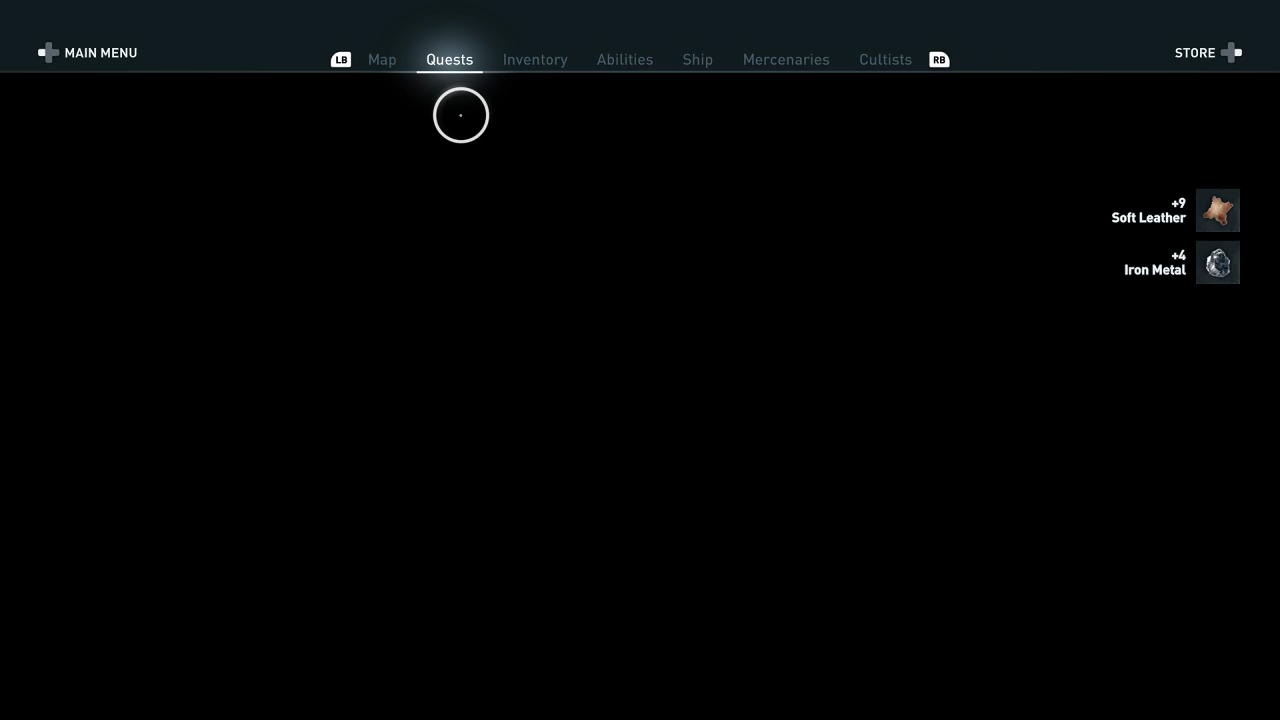 MAIN MENU
LB Map Quests Inventory Abilities Ship Mercenaries Cultists RB
STORE
+9
Soft Leather
+4
Iron Metal